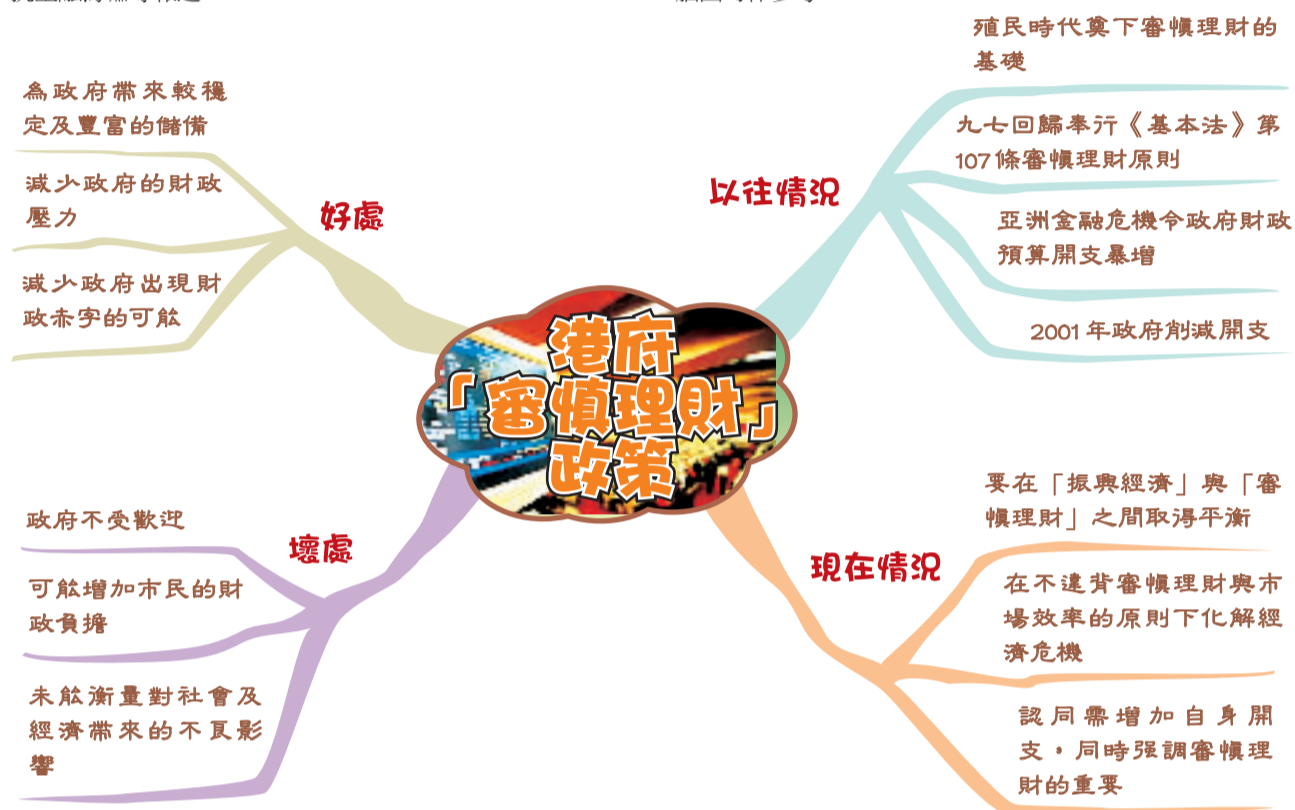 為政府帶來較穩
定及豐富的儲備
減少政府的財政
壓力
減少政府出現財
政赤字的可能
好處
殖民時代奠下審慎理財的
基礎
九七回歸奉行《基本法》第
107條審慎理財原則
亞洲金融危機令政府財政
預算開支暴增
2001年政府削減開支
以往情況
港府
「審慎理財」
政策
政府不受歡迎
可能增加市民的財
政負擔
未能衡量對社會及
經濟帶來的不良影
響
壞處
要在「振興經濟」與「審
慎理財」之間取得平衡
在不違背審慎理財與市
場效率的原則下化解經
濟危機
認同需增加自身開
支，同時强調審慎理
財的重要
現在情況